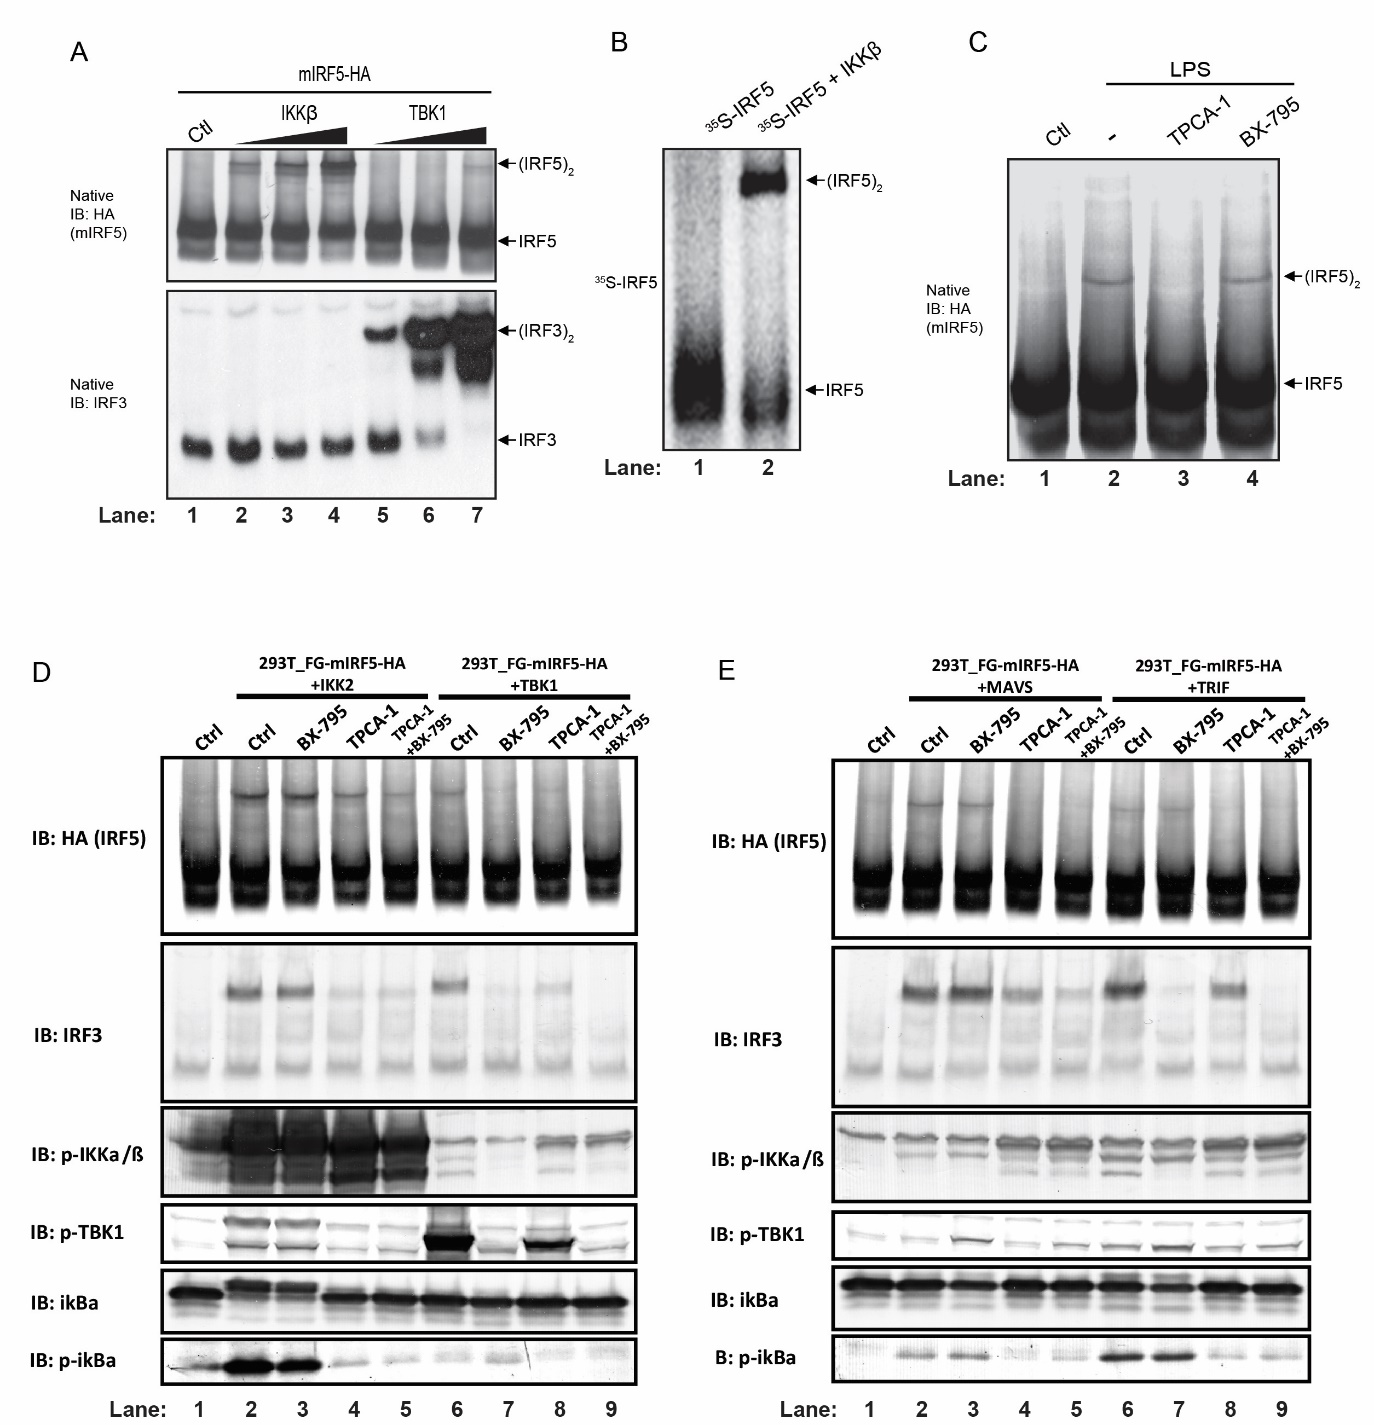 A
mIRF5-HA
Ctl
IKKβ
TBK1
Native
IB: HA
(mIRF5)
(IRF5)2
IRF5
Native
IB: IRF3
(IRF3)2
IRF3
Lane: 1 2 3 4 5 6 7
B
35S-IRF5
35S-IRF5 + IKKβ
35S-IRF5
(IRF5)2
IRF5
Lane: 1 2
C
LPS
Ctl
-
TPCA-1
BX-795
Native
IB: HA
(mIRF5)
(IRF5)2
IRF5
Lane: 1 2 3 4
D
293T_FG-mIRF5-HA
+IKK2
293T_FG-mIRF5-HA
+TBK1
Ctrl
Ctrl
BX-795
TPCA-1
TPCA-1
+BX-795
Ctrl
BX-795
TPCA-1
TPCA-1
+BX-795
IB: HA (IRF5)
IB: IRF3
IB: p-IKKa/ß
IB: p-TBK1
IB: ikBa
IB: p-ikBa
Lane: 1 2 3 4 5 6 7 8 9
E
293T_FG-mIRF5-HA
+MAVS
293T_FG-mIRF5-HA
+TRIF
Ctrl
Ctrl
BX-795
TPCA-1
TPCA-1
+BX-795
Ctrl
BX-795
TPCA-1
TPCA-1
+BX-795
IB: HA (IRF5)
IB: IRF3
IB: p-IKKa/ß
IB: p-TBK1
IB: ikBa
B: p-ikBa
Lane: 1 2 3 4 5 6 7 8 9